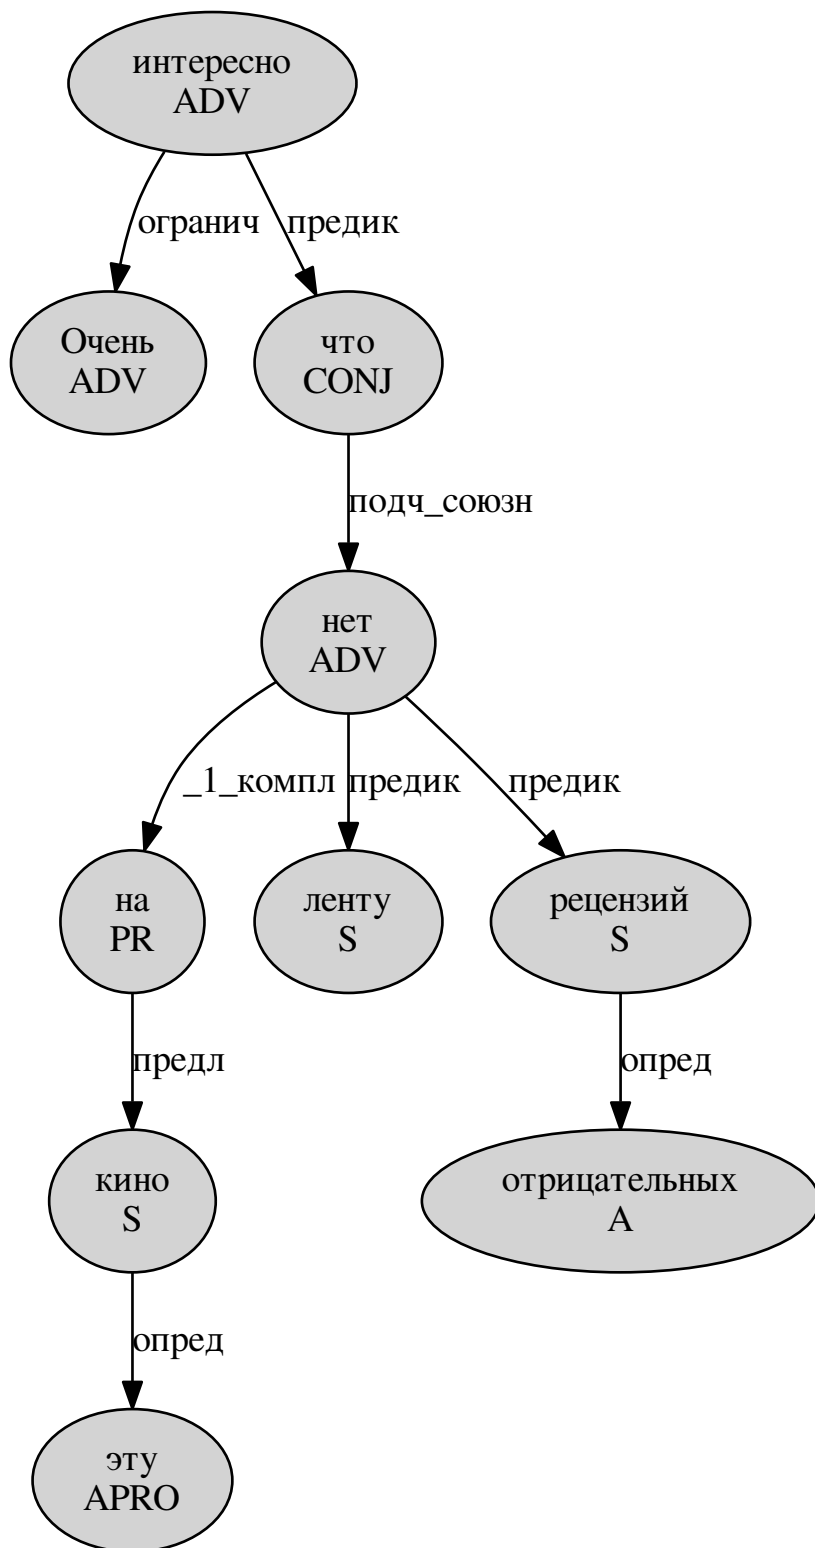 интересно
ADV
огранич
предик
Очень
ADV
что
CONJ
подч_союзн
нет
ADV
_1_компл
предик
предик
на
PR
ленту
S
рецензий
S
предл
опред
кино
S
отрицательных
A
опред
эту
APRO